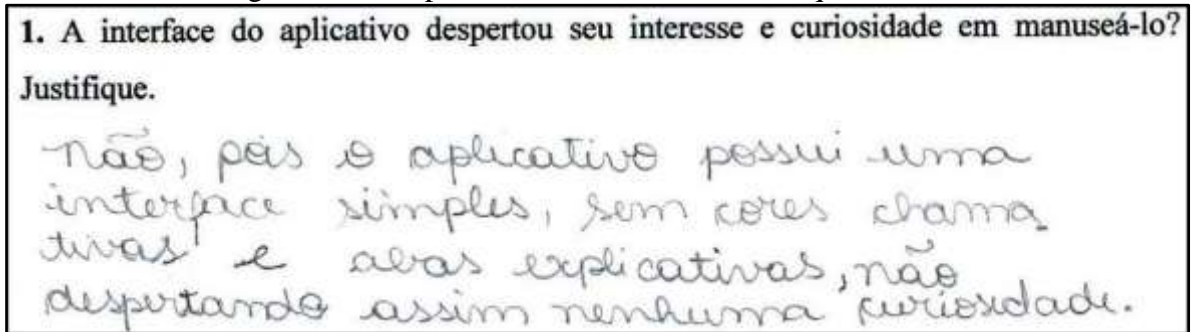 1. A interface do aplicativo despertou seu interesse e curiosidade em manuseá-lo?
Justifique.
não, pois o aplicativo possui uma
interface simples, sem cores chama
tivas e abas explicativas, não
despertando assim nenhuma curiosidade.